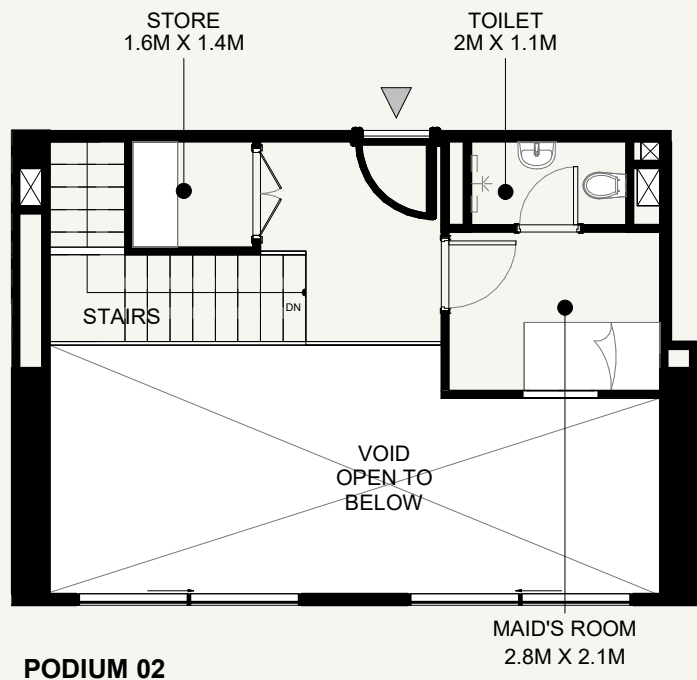 STORE
1.6M X 1.4M
TOILET
2M X 1.1M
DN
STAIRS
VOID
OPEN TO
BELOW
MAID'S ROOM
2.8M X 2.1M
PODIUM 02